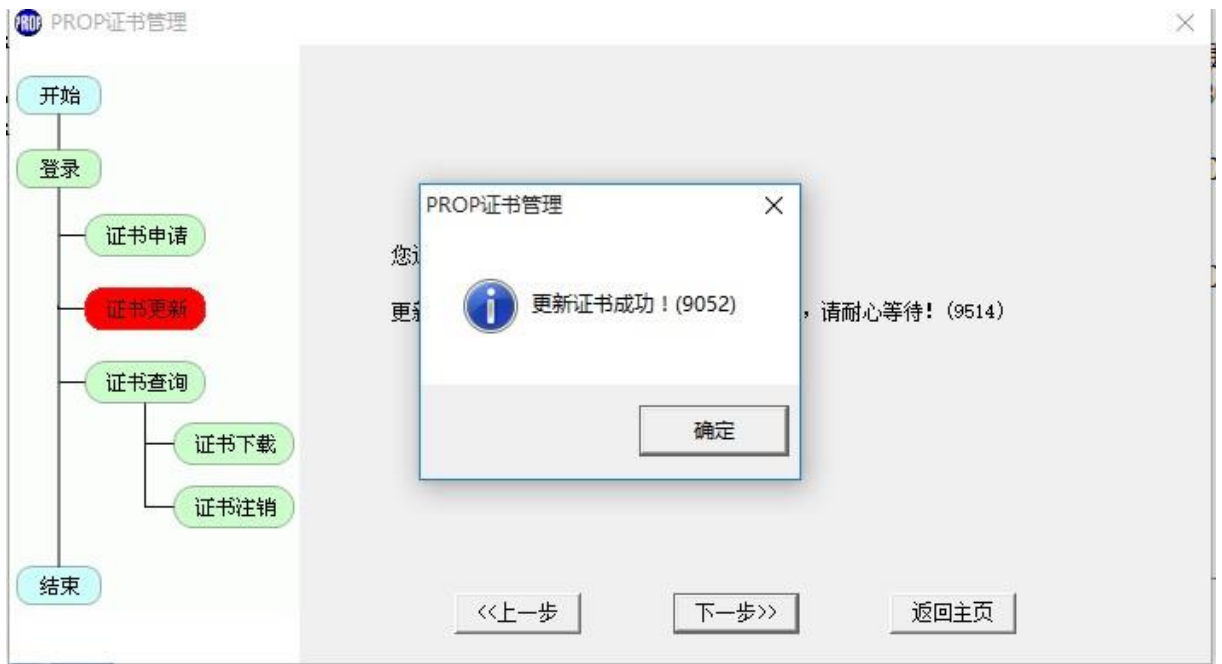 PROP PROP证书管理
开始
登录
证书申请
证书更新
证书查询
证书下载
证书注销
结束
PROP证书管理
您
更新证书成功！(9052)
更
，请耐心等待！(9514)
确定
<<上一步
下一步>>
返回主页